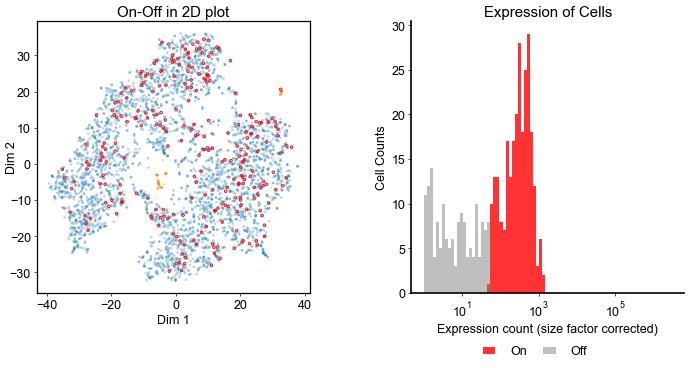 On-Off in 2D plot
Expression of Cells
Dim 2
30
20
10
0
−10
−20
−30
−40
−20
0
20
40
Dim 1
Cell Counts
30
25
20
15
10
5
0
10^1
10^3
10^5
Expression count (size factor corrected)
On
Off